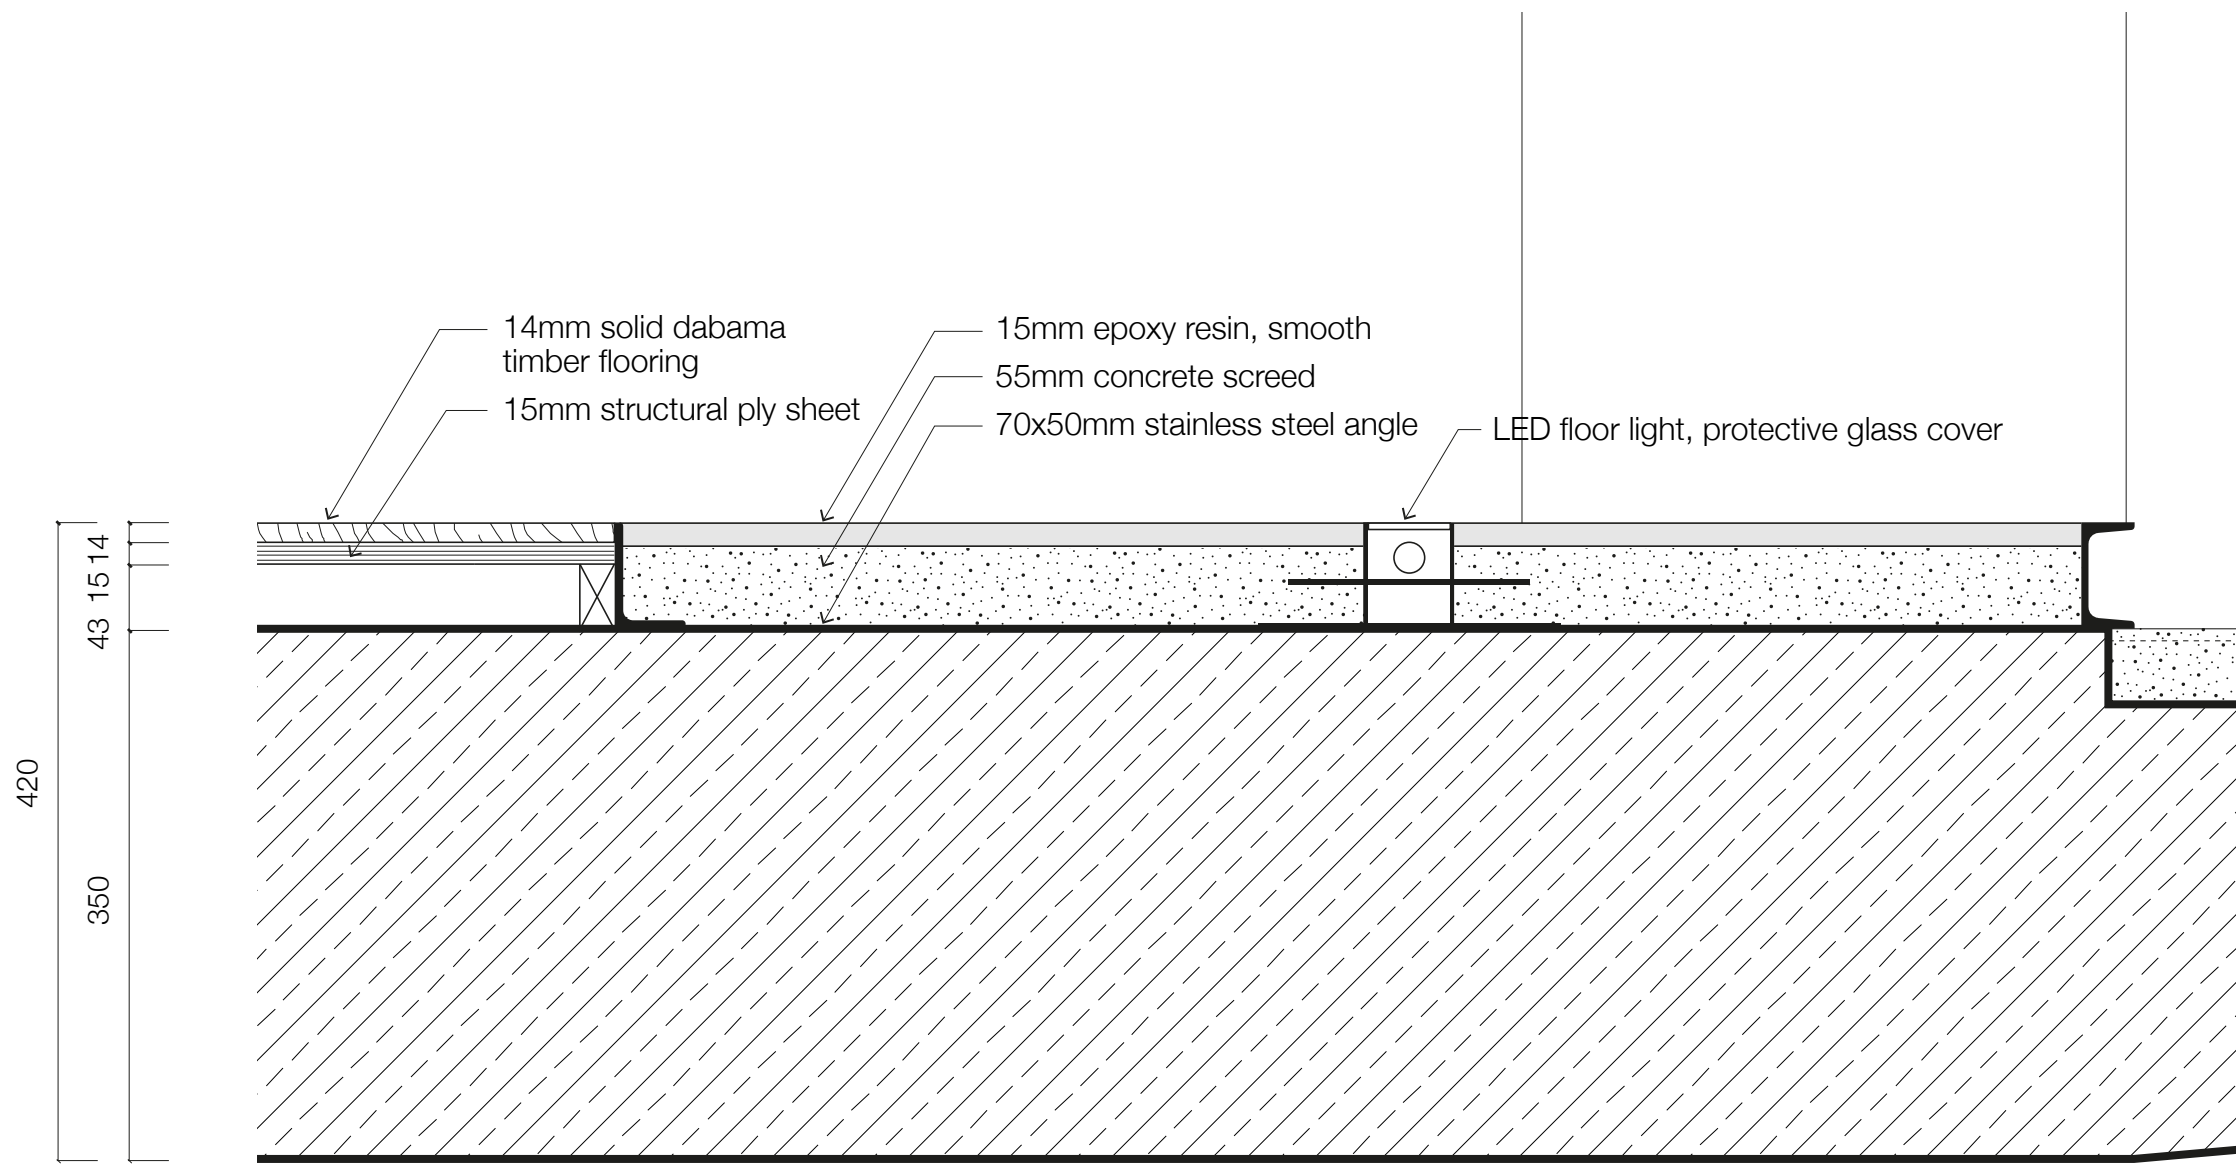 14mm solid dabama
timber flooring
15mm structural ply sheet
15mm epoxy resin, smooth
55mm concrete screed
70x50mm stainless steel angle
LED floor light, protective glass cover
14
15
43
420
350